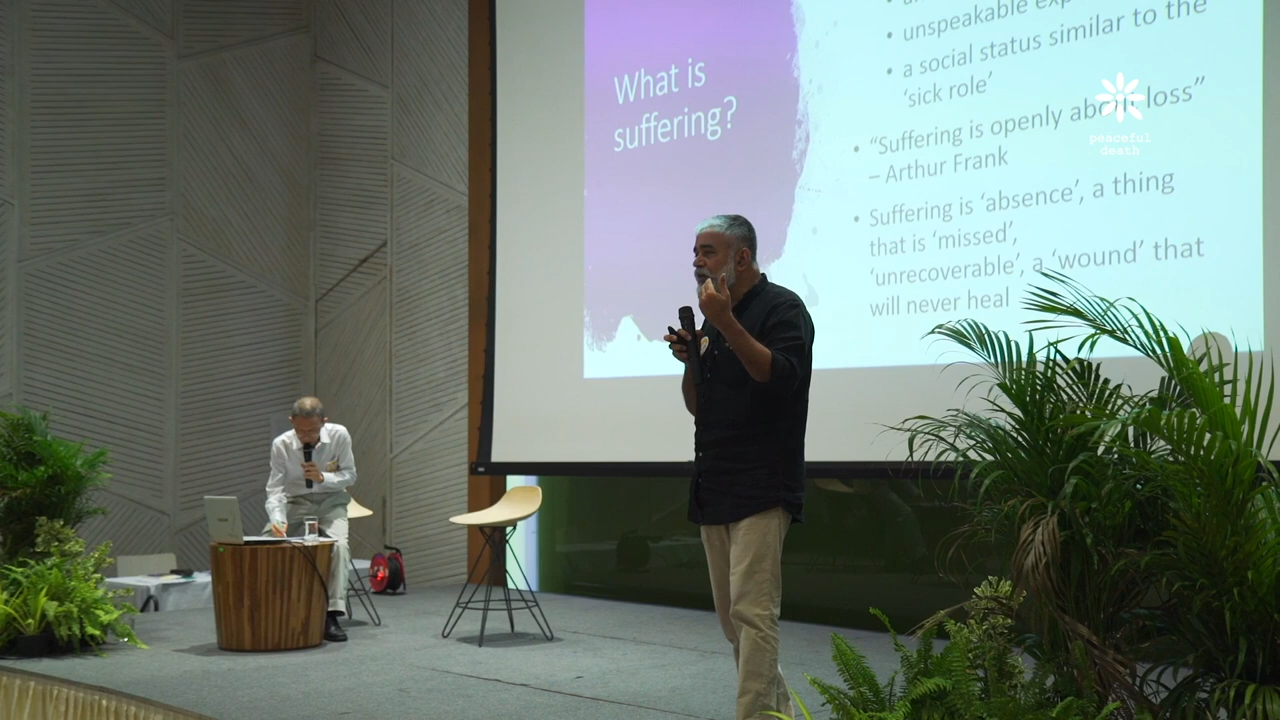 What is
suffering?
unspeakable
• a social status similar to the
'sick role'
• "Suffering is openly about loss"
– Arthur Frank
• Suffering is 'absence', a thing
that is 'missed',
'unrecoverable', a 'wound' that
will never heal
peaceful
death